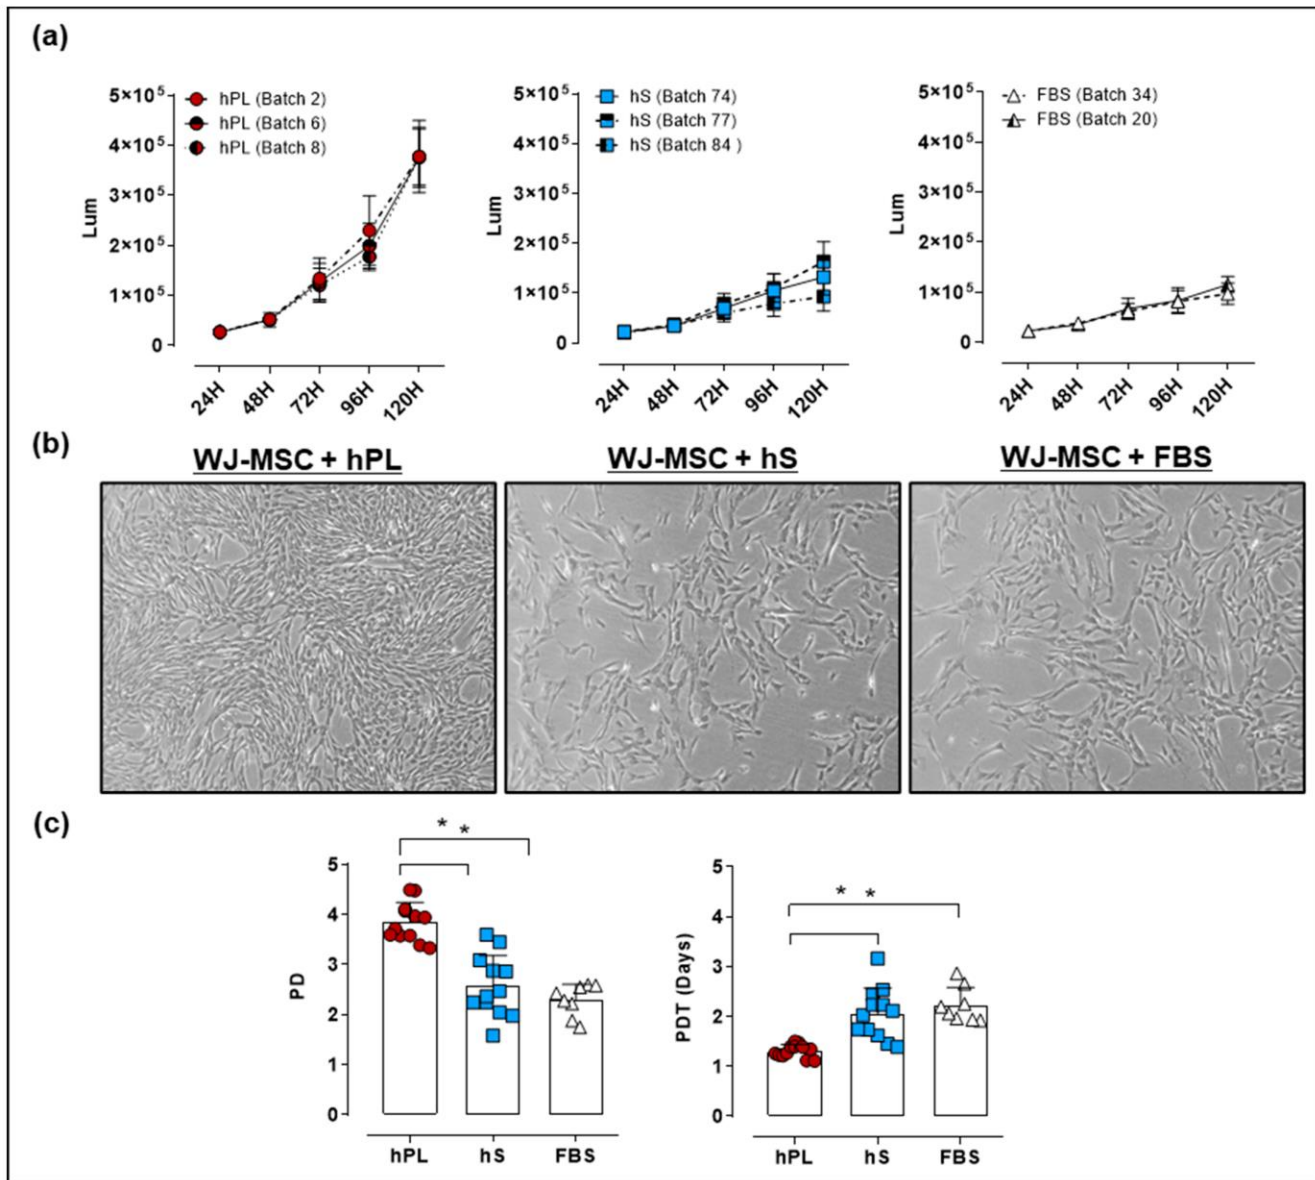 (a)
5×10⁵
4×10⁵
3×10⁵
2×10⁵
1×10⁵
0
Lum
hPL (Batch 2)
hPL (Batch 6)
hPL (Batch 8)
24H
48H
72H
96H
120H
5×10⁵
4×10⁵
3×10⁵
2×10⁵
1×10⁵
0
Lum
hS (Batch 74)
hS (Batch 77)
hS (Batch 84 )
24H
48H
72H
96H
120H
5×10⁵
4×10⁵
3×10⁵
2×10⁵
1×10⁵
0
Lum
FBS (Batch 34)
FBS (Batch 20)
24H
48H
72H
96H
120H
(b)
WJ-MSC + hPL
WJ-MSC + hS
WJ-MSC + FBS
(c)
* *
5
4
3
2
1
0
PD
hPL
hS
FBS
* *
5
4
3
2
1
0
PDT (Days)
hPL
hS
FBS